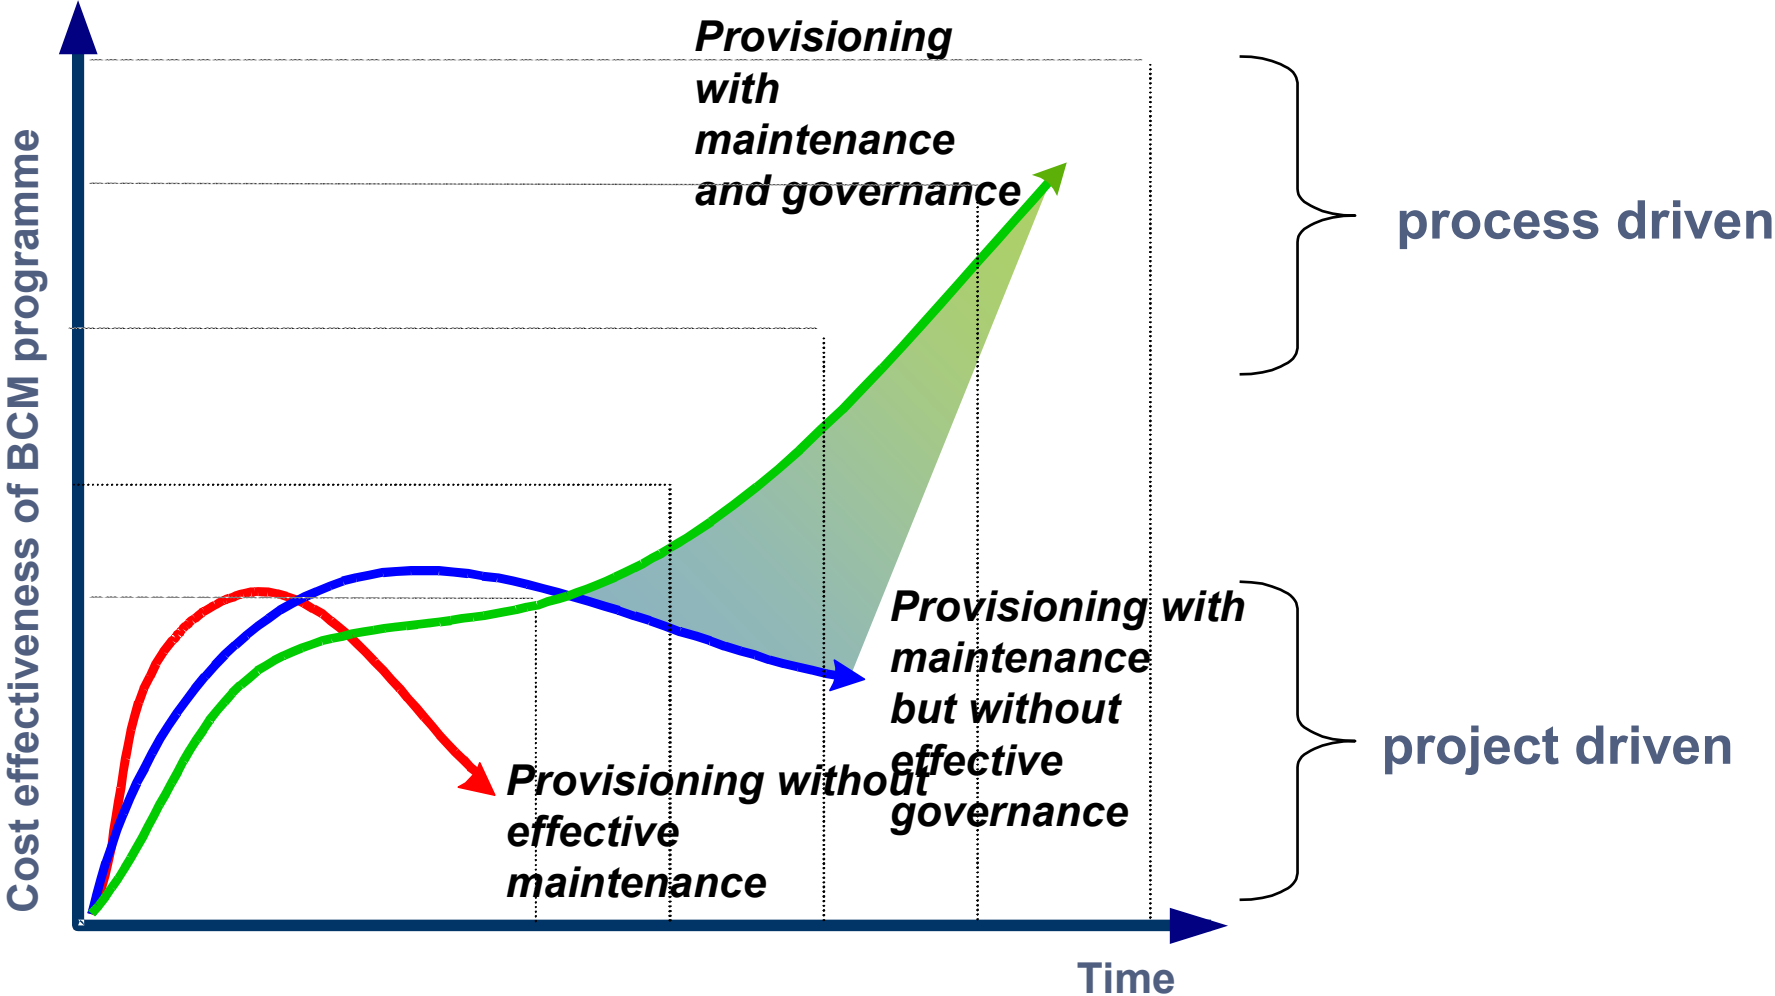 Provisioning
with
maintenance
and governance
process driven
Cost effectiveness of BCM programme
Provisioning with
maintenance
but without
effective
governance
project driven
Provisioning without
effective
maintenance
Time